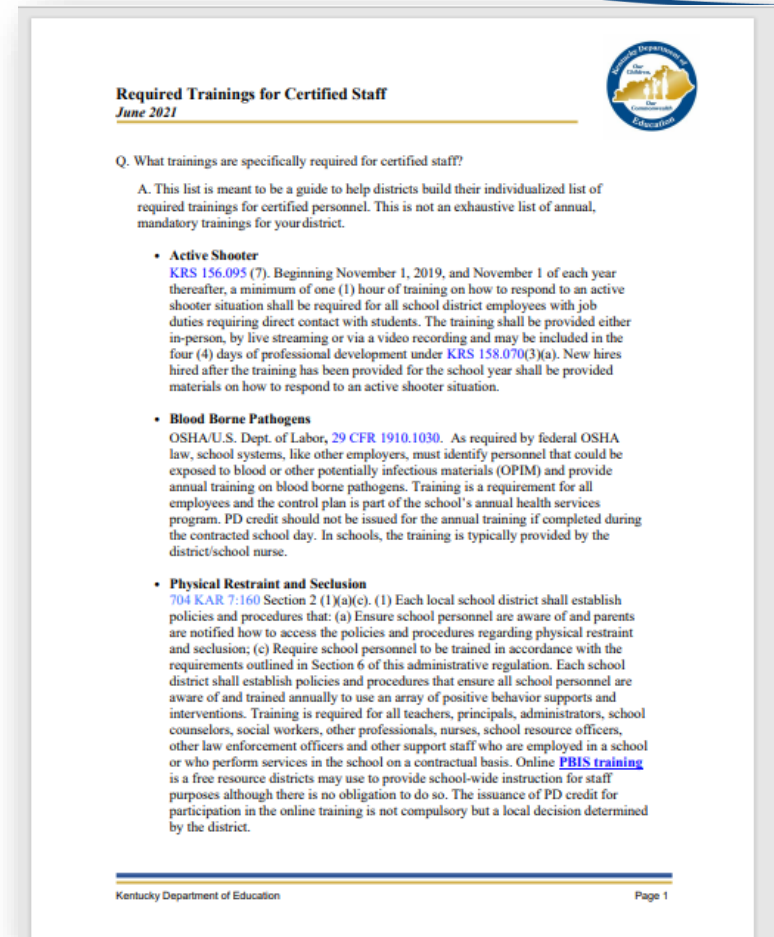 Required Trainings for Certified Staff
June 2021
Kentucky Department of
Our
Children,
Our
Commonwealth
Education
Q. What trainings are specifically required for certified staff?
A. This list is meant to be a guide to help districts build their individualized list of
required trainings for certified personnel. This is not an exhaustive list of annual,
mandatory trainings for yourdistrict.
• Active Shooter
KRS 156.095 (7). Beginning November 1, 2019, and November 1 of each year
thereafter, a minimum of one (1) hour of training on how to respond to an active
shooter situation shall be required for all school district employees with job
duties requiring direct contact with students. The training shall be provided either
in-person, by live streaming or via a video recording and may be included in the
four (4) days of professional development under KRS 158.070(3)(a). New hires
hired after the training has been provided for the school year shall be provided
materials on how to respond to an active shooter situation.
• Blood Borne Pathogens
OSHA/U.S. Dept. of Labor, 29 CFR 1910.1030. As required by federal OSHA
law, school systems, like other employers, must identify personnel that could be
exposed to blood or other potentially infectious materials (OPIM) and provide
annual training on blood borne pathogens. Training is a requirement for all
employees and the control plan is part of the school's annual health services
program. PD credit should not be issued for the annual training if completed during
the contracted school day. In schools, the training is typically provided by the
district/school nurse.
• Physical Restraint and Seclusion
704 KAR 7:160 Section 2 (1)(a)(c). (1) Each local school district shall establish
policies and procedures that: (a) Ensure school personnel are aware of and parents
are notified how to access the policies and procedures regarding physical restraint
and seclusion; (c) Require school personnel to be trained in accordance with the
requirements outlined in Section 6 of this administrative regulation. Each school
district shall establish policies and procedures that ensure all school personnel are
aware of and trained annually to use an array of positive behavior supports and
interventions. Training is required for all teachers, principals, administrators, school
counselors, social workers, other professionals, nurses, school resource officers,
other law enforcement officers and other support staff who are employed in a school
or who perform services in the school on a contractual basis. Online PBIS training
is a free resource districts may use to provide school-wide instruction for staff
purposes although there is no obligation to do so. The issuance of PD credit for
participation in the online training is not compulsory but a local decision determined
by the district.
Kentucky Department of Education
Page 1